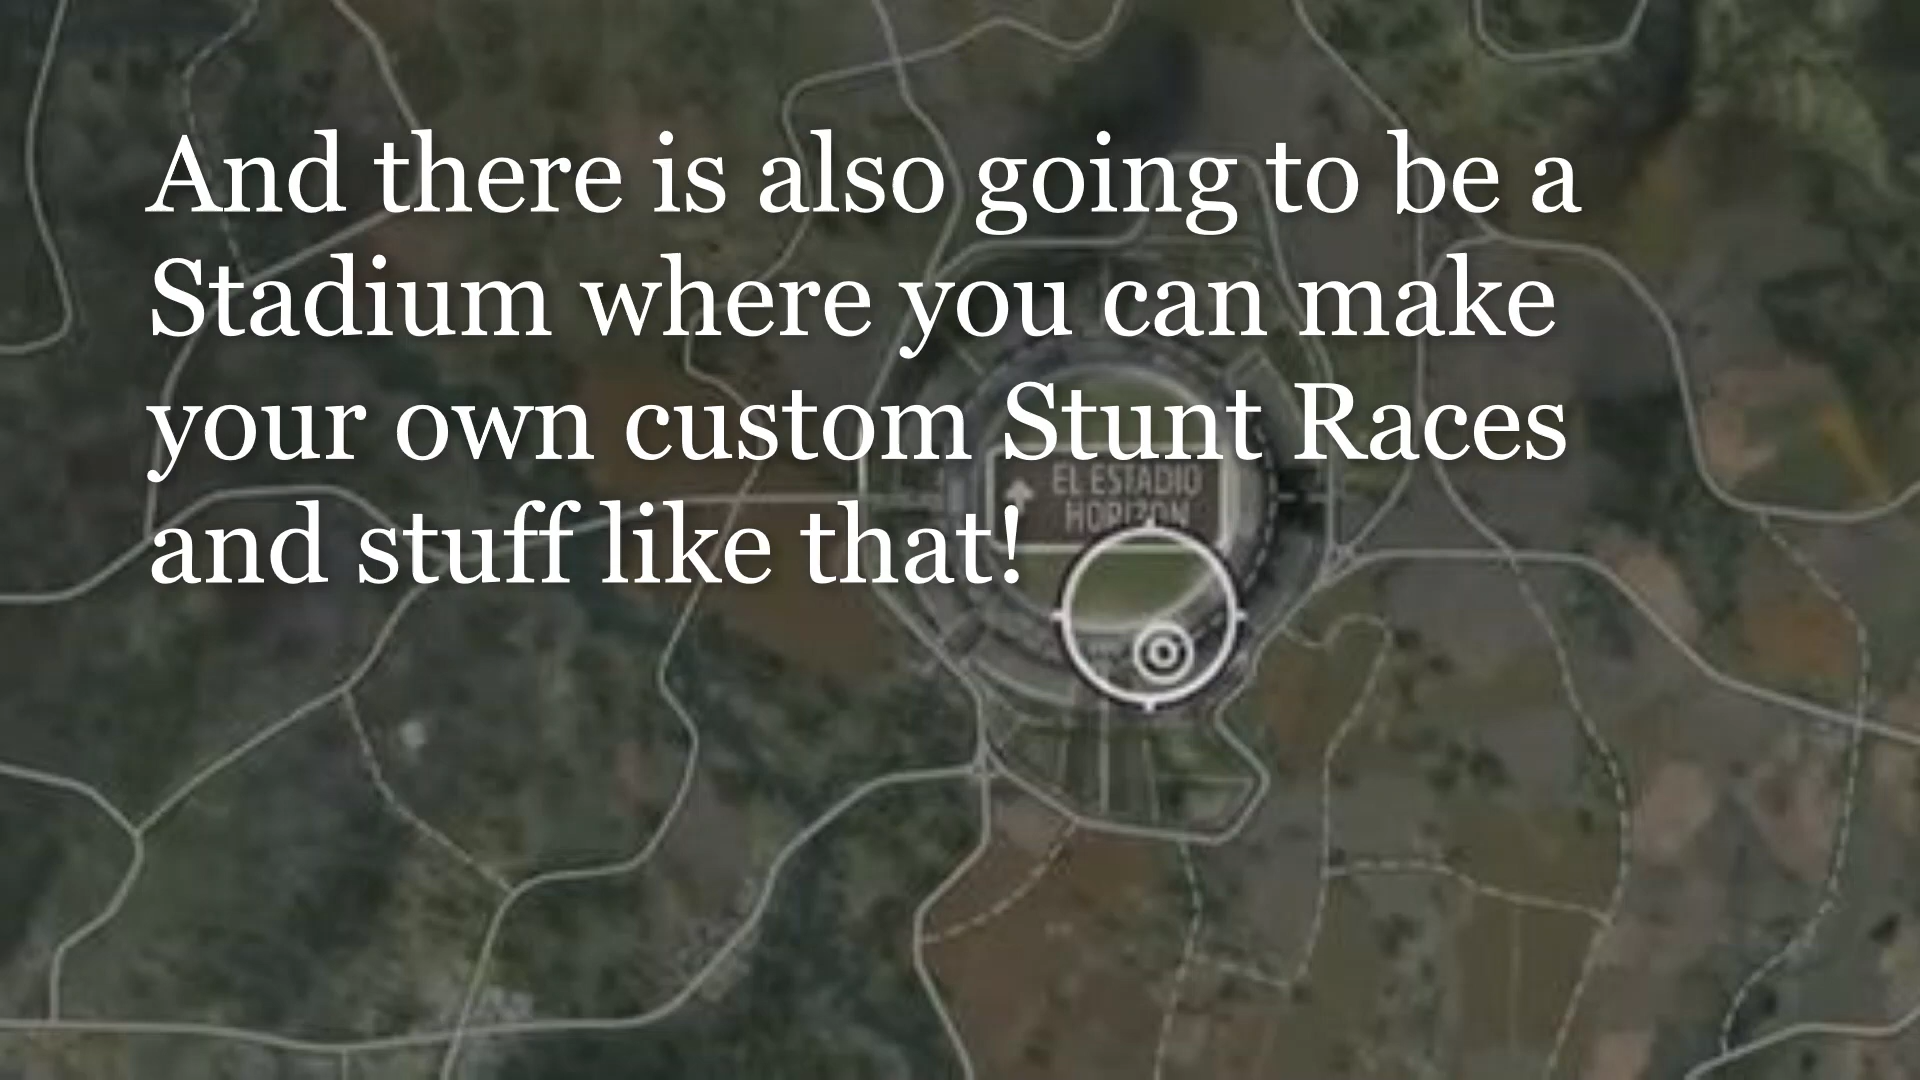 And there is also going to be a
Stadium where you can make
your own custom Stunt Races
and stuff like that!
EL ESTADIO
HORIZON